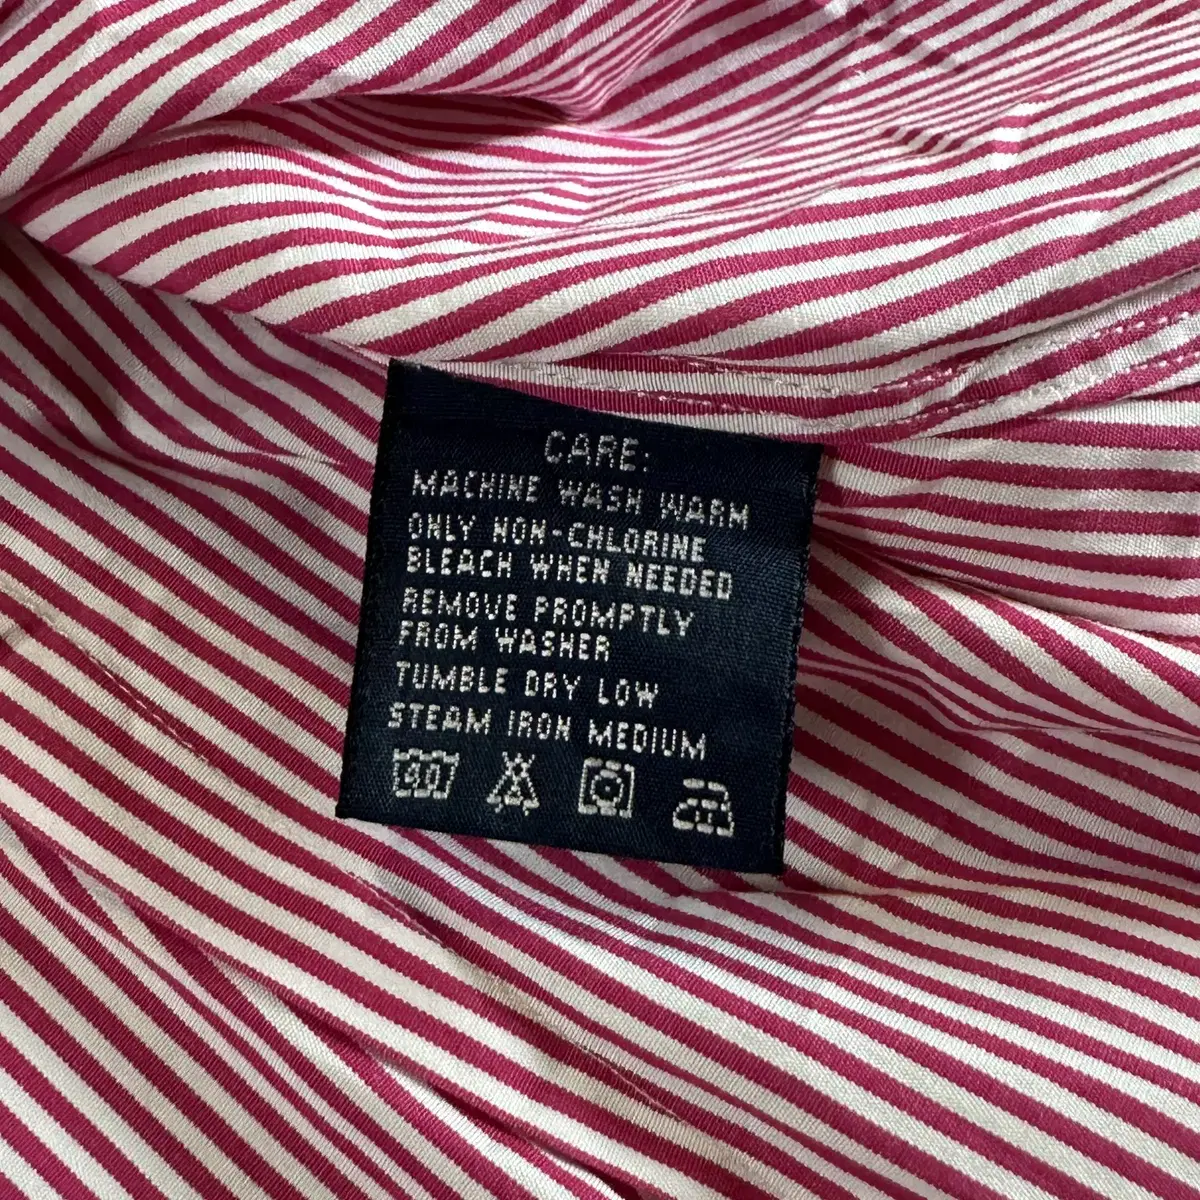 CARE:
MACHINE WASH WARM
ONLY NON-CHLORINE
BLEACH WHEN NEEDED
REMOVE PROMPTLY
FROM WASHER
TUMBLE DRY LOW
STEAM IRON MEDIUM
40